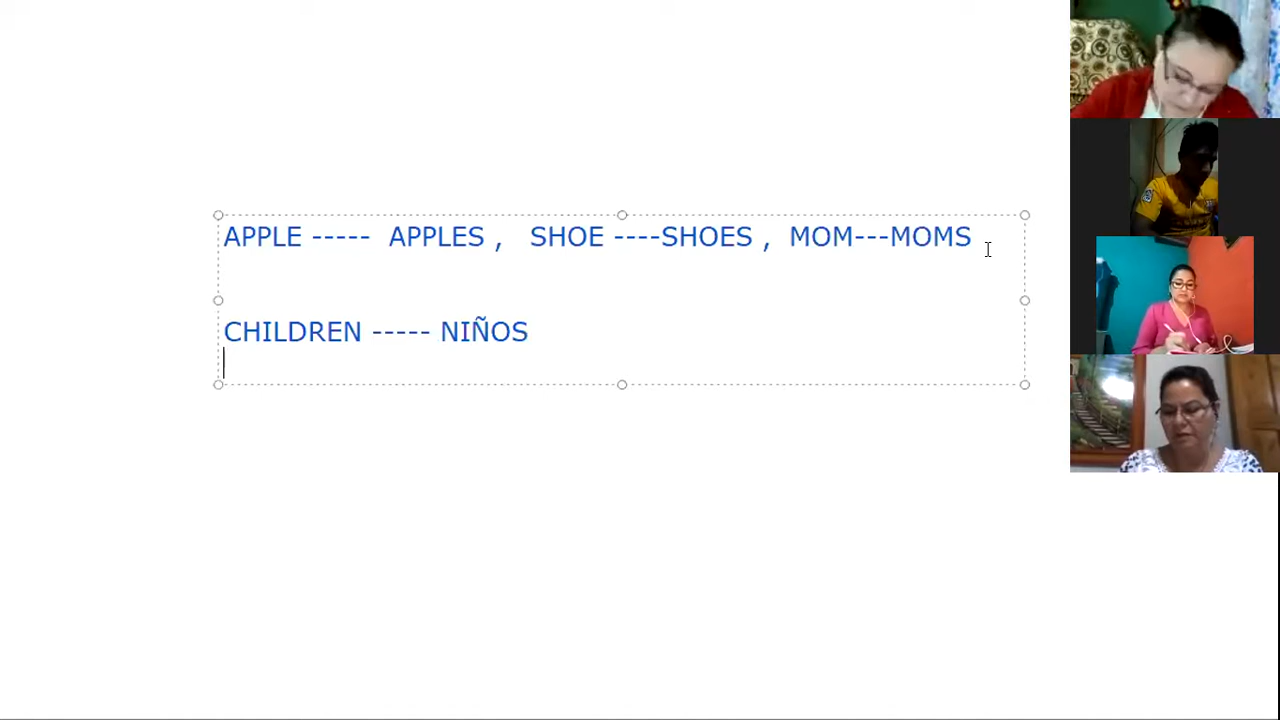 APPLE ----- APPLES , SHOE ----SHOES , MOM---MOMS
CHILDREN ----- NIÑOS